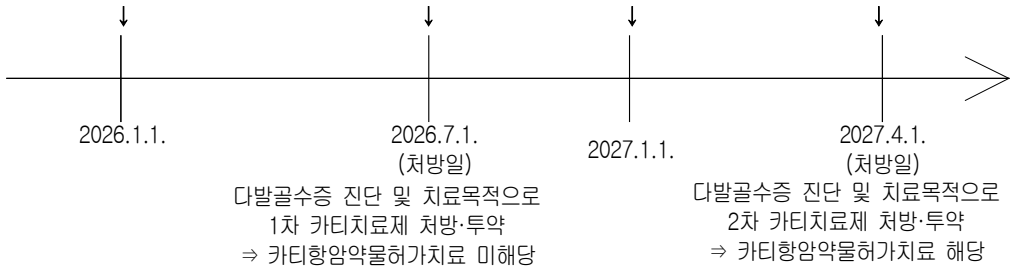 2026.1.1.
2026.7.1.
(처방일)
다발골수증 진단 및 치료목적으로
1차 카티치료제 처방·투약
⇒ 카티항암약물허가치료 미해당
2027.1.1.
2027.4.1.
(처방일)
다발골수증 진단 및 치료목적으로
2차 카티치료제 처방·투약
⇒ 카티항암약물허가치료 해당